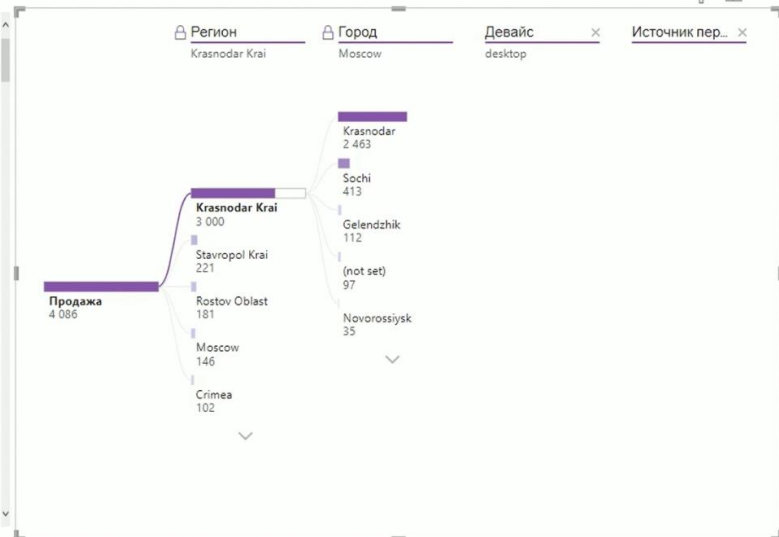 Регион
Город
Девайс
Источник пер...
Krasnodar Krai
Moscow
desktop
Krasnodar
2 463
Sochi
413
Gelendzhik
112
(not set)
97
Novorossiysk
35
Krasnodar Krai
3 000
Stavropol Krai
221
Rostov Oblast
181
Moscow
146
Crimea
102
Продажа
4 086